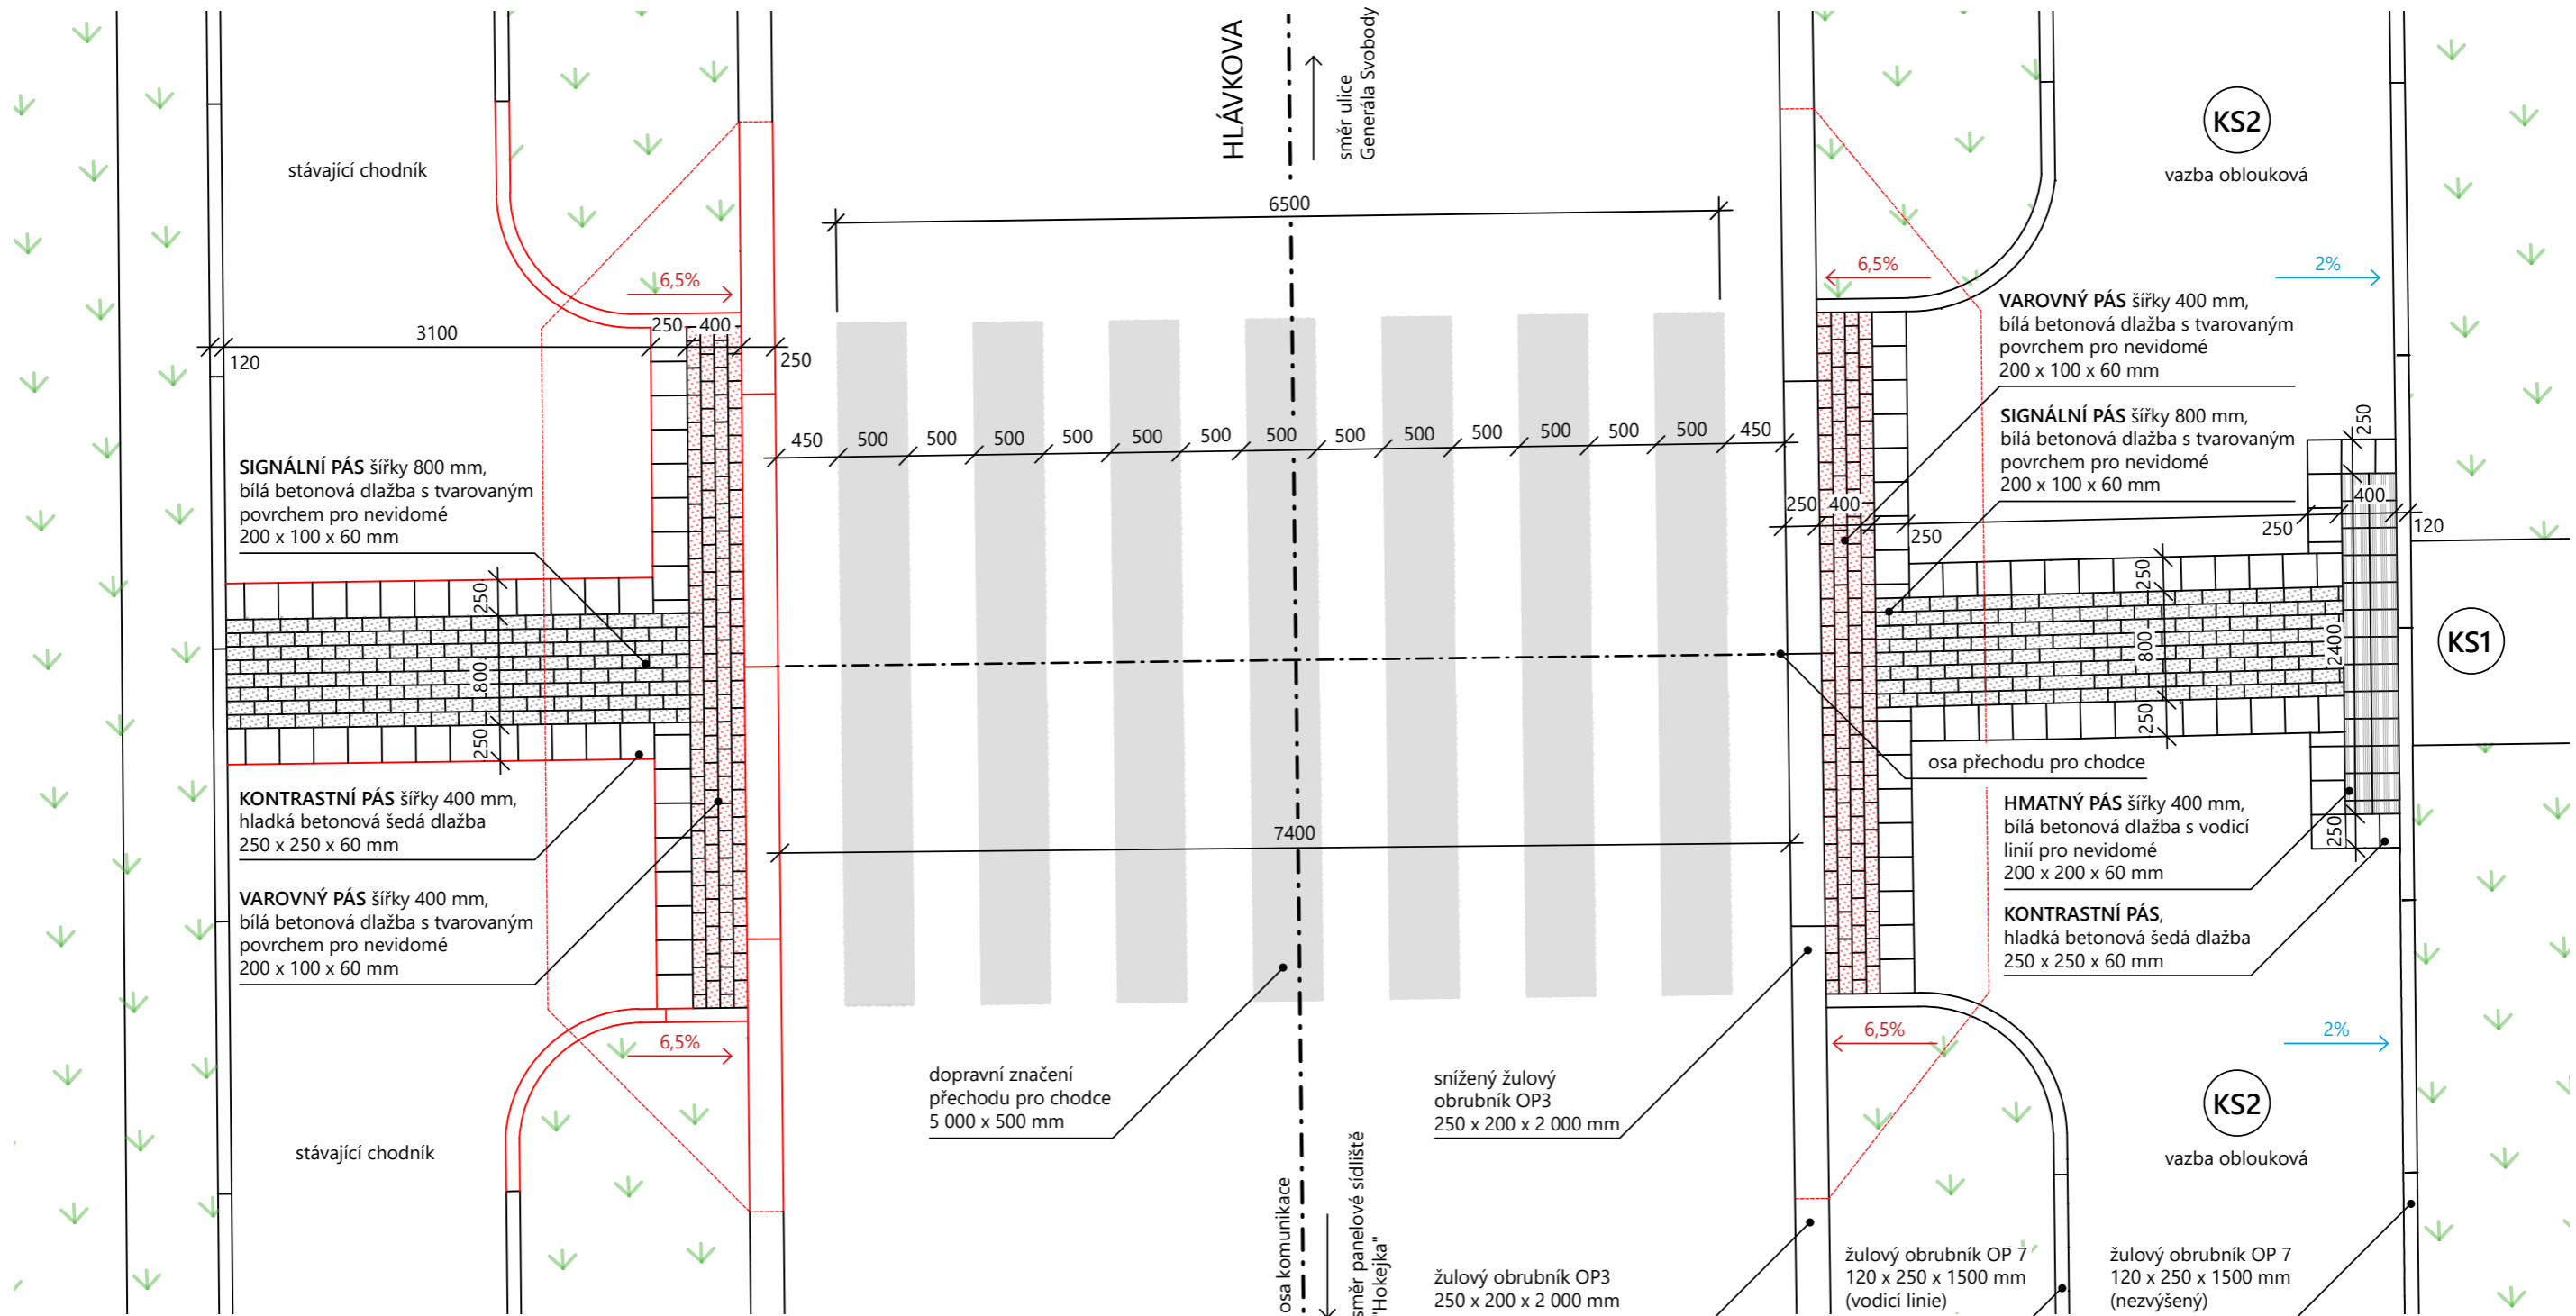 HLÁVKOVA
směr ulice
Generála Svobody
KS2
vazba oblouková
stávající chodník
6500
6,5%
6,5%
2%
3100
250
400
120
250
VAROVNÝ PÁS šířky 400 mm,
bílá betonová dlažba s tvarovaným
povrchem pro nevidomé
200 x 100 x 60 mm
SIGNÁLNÍ PÁS šířky 800 mm,
bílá betonová dlažba s tvarovaným
povrchem pro nevidomé
200 x 100 x 60 mm
450
500
500
500
500
500
500
500
500
500
500
500
500
500
450
SIGNÁLNÍ PÁS šířky 800 mm,
bílá betonová dlažba s tvarovaným
povrchem pro nevidomé
200 x 100 x 60 mm
250
400
250
250
250
400
120
250
800
250
250
800
250
2400
250
KS1
osa přechodu pro chodce
KONTRASTNÍ PÁS šířky 400 mm,
hladká betonová šedá dlažba
250 x 250 x 60 mm
7400
HMATNÝ PÁS šířky 400 mm,
bílá betonová dlažba s vodicí
linií pro nevidomé
200 x 200 x 60 mm
VAROVNÝ PÁS šířky 400 mm,
bílá betonová dlažba s tvarovaným
povrchem pro nevidomé
200 x 100 x 60 mm
KONTRASTNÍ PÁS,
hladká betonová šedá dlažba
250 x 250 x 60 mm
6,5%
6,5%
2%
dopravní značení
přechodu pro chodce
5 000 x 500 mm
snížený žulový
obrubník OP3
250 x 200 x 2 000 mm
KS2
vazba oblouková
stávající chodník
osa komunikace
směr panelové sídliště
"Hokejka"
žulový obrubník OP3
250 x 200 x 2 000 mm
žulový obrubník OP 7
120 x 250 x 1500 mm
(vodicí linie)
žulový obrubník OP 7
120 x 250 x 1500 mm
(nezvýšený)